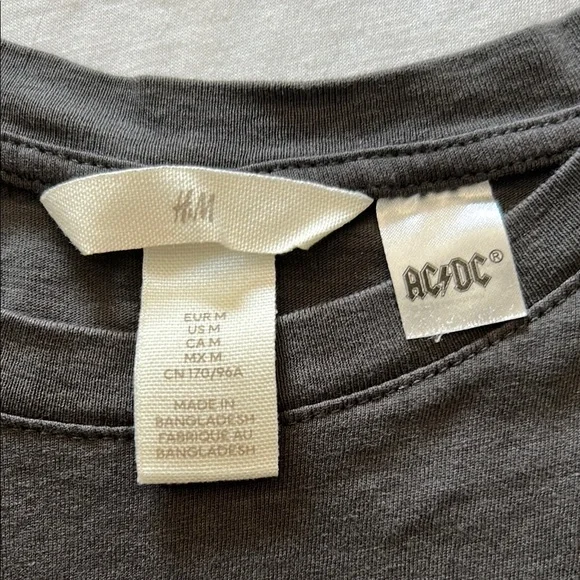 H&M
EUR M
US M
CA M
MX M
CN 170/96A
MADE IN
BANGLADESH
FABRIQUE AU
BANGLADESH
AC⚡DC®